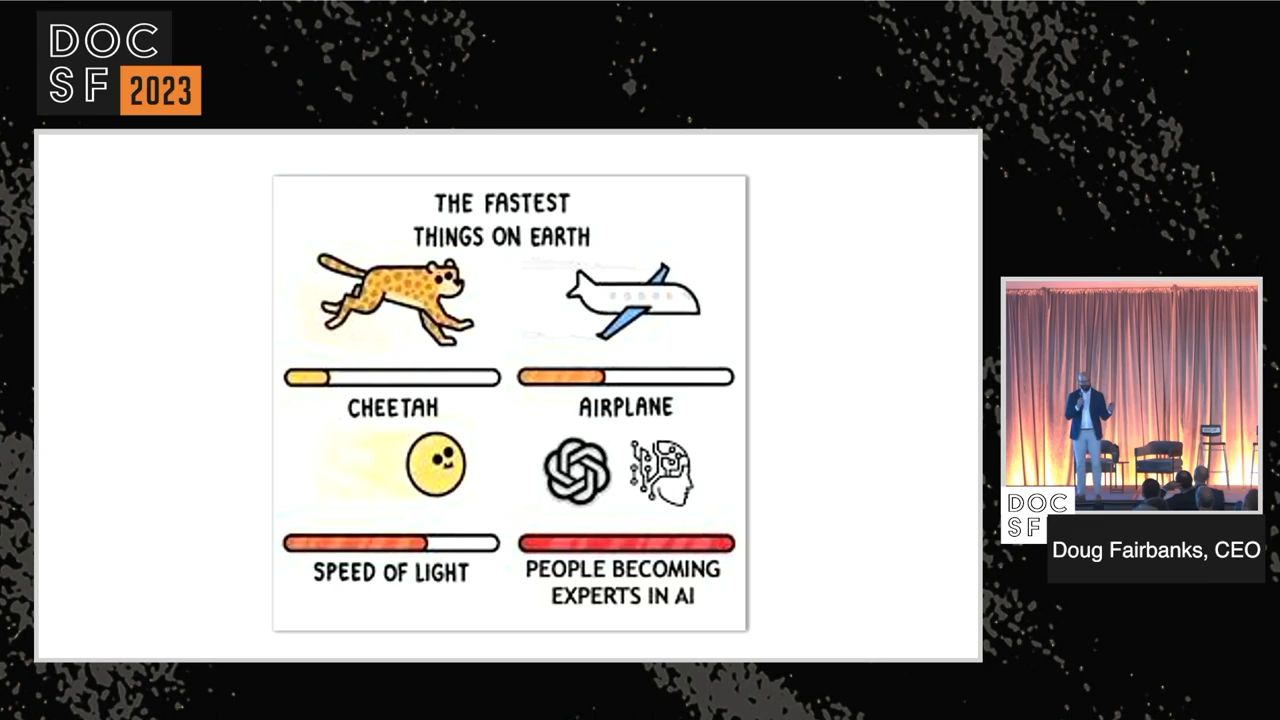 DOC
SF 2023
THE FASTEST
THINGS ON EARTH
CHEETAH
AIRPLANE
SPEED OF LIGHT
PEOPLE BECOMING
EXPERTS IN AI
DOC
SF
Doug Fairbanks, CEO